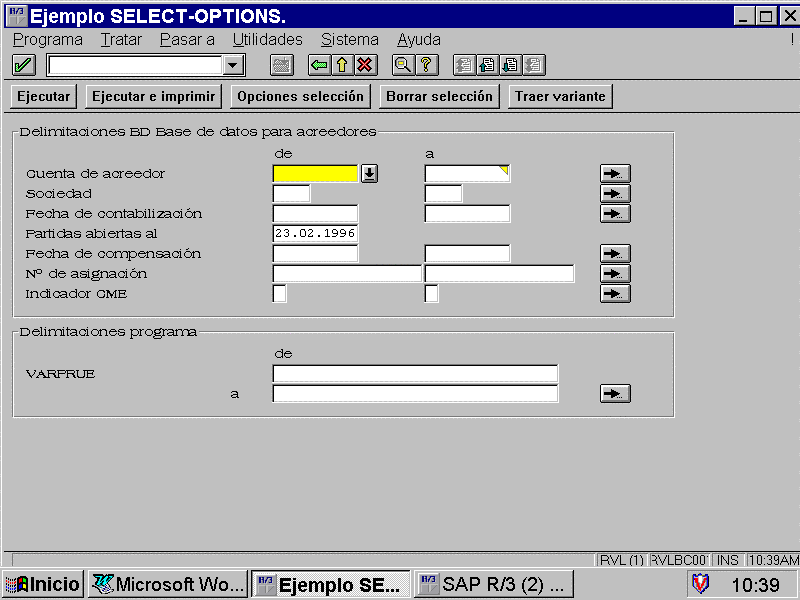 R/3 Ejemplo SELECT-OPTIONS.
Programa Tratar Pasar a Utilidades Sistema Ayuda !
?
Ejecutar Ejecutar e imprimir Opciones selección Borrar selección Traer variante
Delimitaciones BD Base de datos para acreedores
de a
Cuenta de acreedor
Sociedad
Fecha de contabilización
Partidas abiertas al 23.02.1996
Fecha de compensación
Nº de asignación
Indicador CME
Delimitaciones programa
de
VARPRUE
a
RVL (1) RVLBC00 INS 10:39AM
Inicio Microsoft Wo... R/3 Ejemplo SE... R/3 SAP R/3 (2) ... 10:39